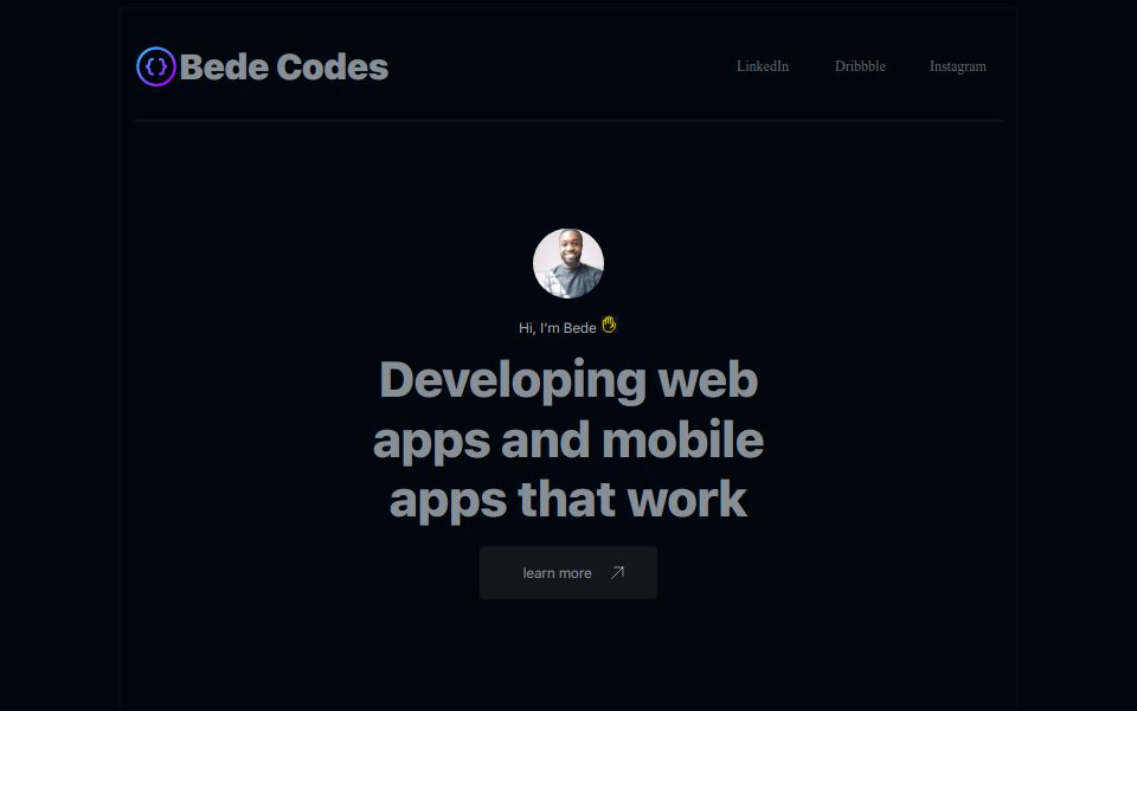 Bede Codes
LinkedIn Dribbble Instagram
Hi, I'm Bede
Developing web
apps and mobile
apps that work
learn more